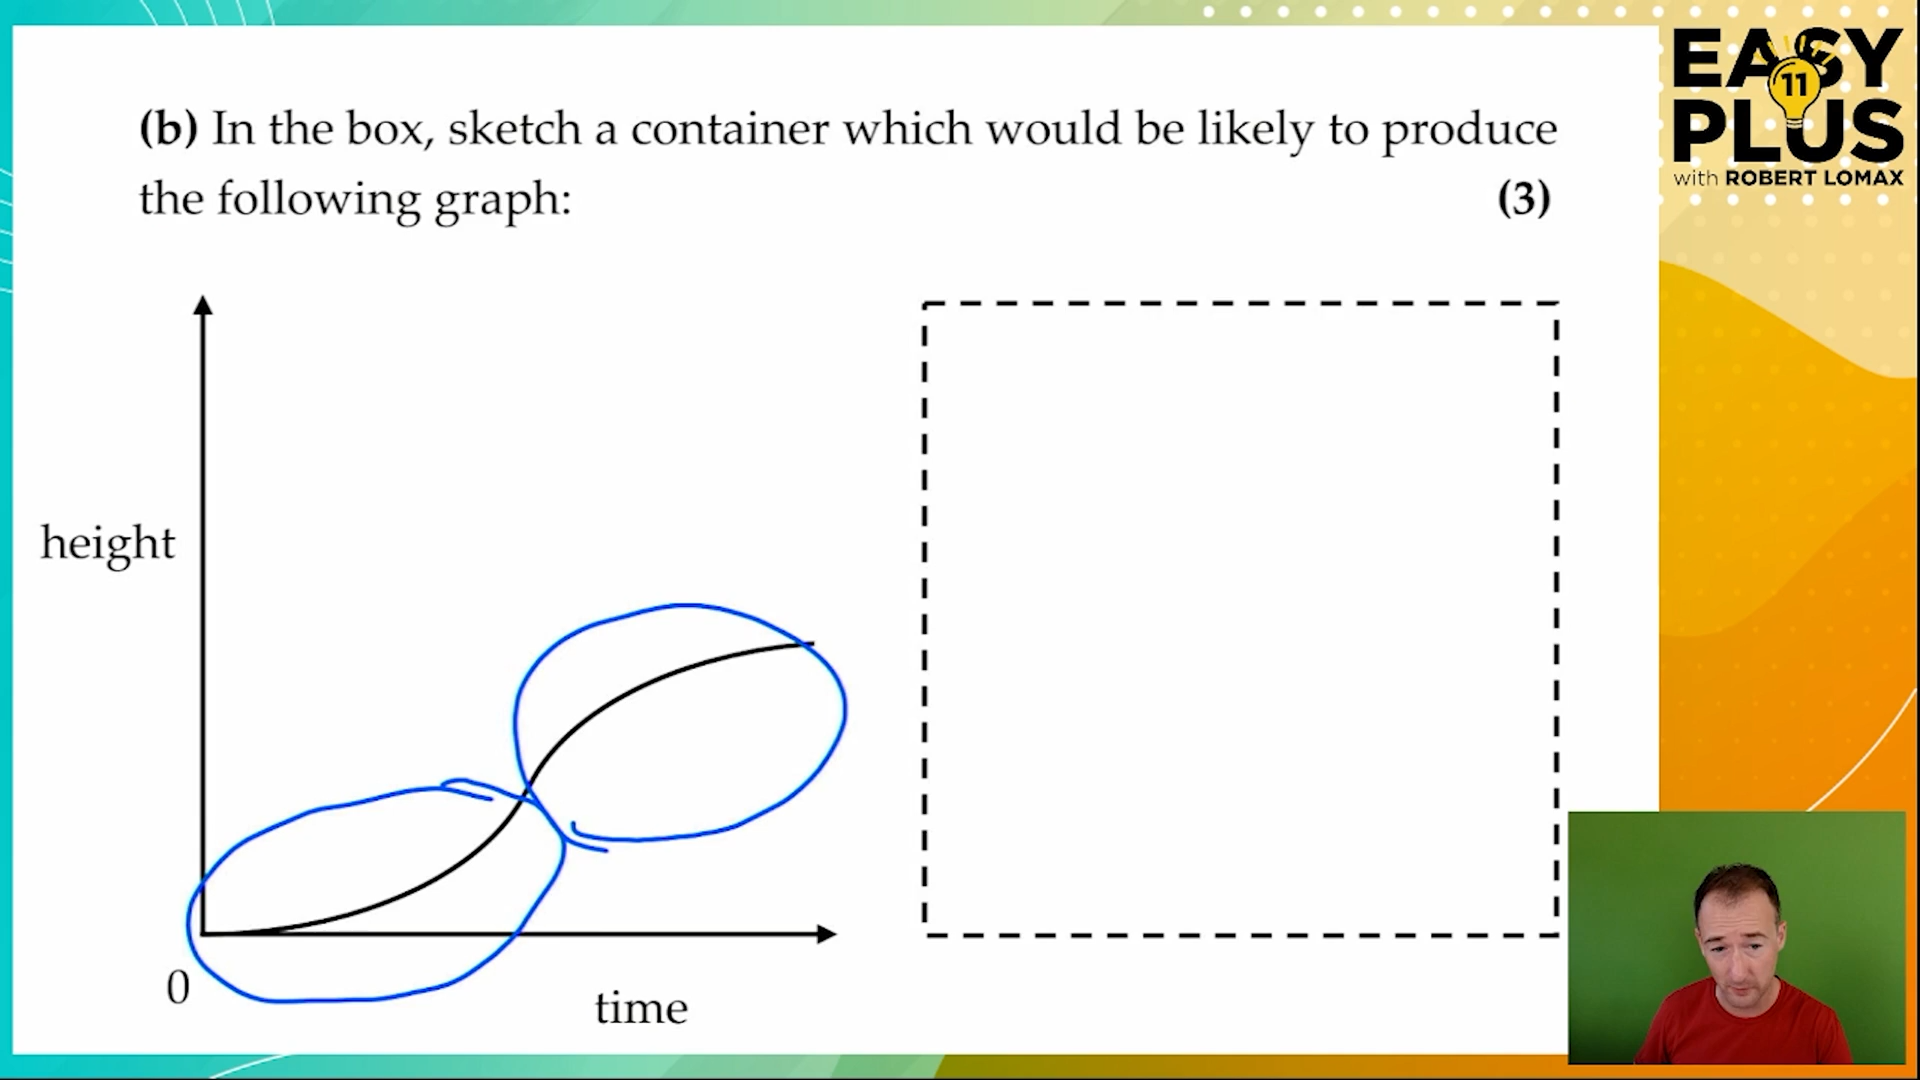 (b) In the box, sketch a container which would be likely to produce
the following graph: (3)
height
0
time
EASY
11
PLUS
with ROBERT LOMAX